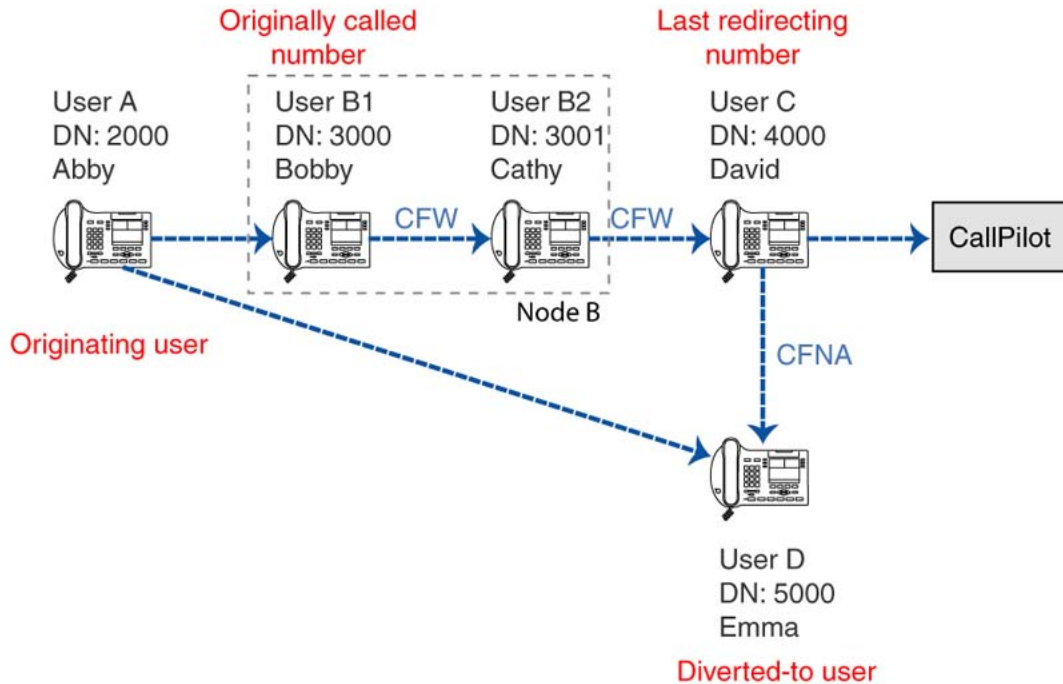 Originally called
number
Last redirecting
number
User A
DN: 2000
Abby
User B1
DN: 3000
Bobby
User B2
DN: 3001
Cathy
User C
DN: 4000
David
CFW
CFW
CallPilot
Node B
Originating user
CFNA
User D
DN: 5000
Emma
Diverted-to user